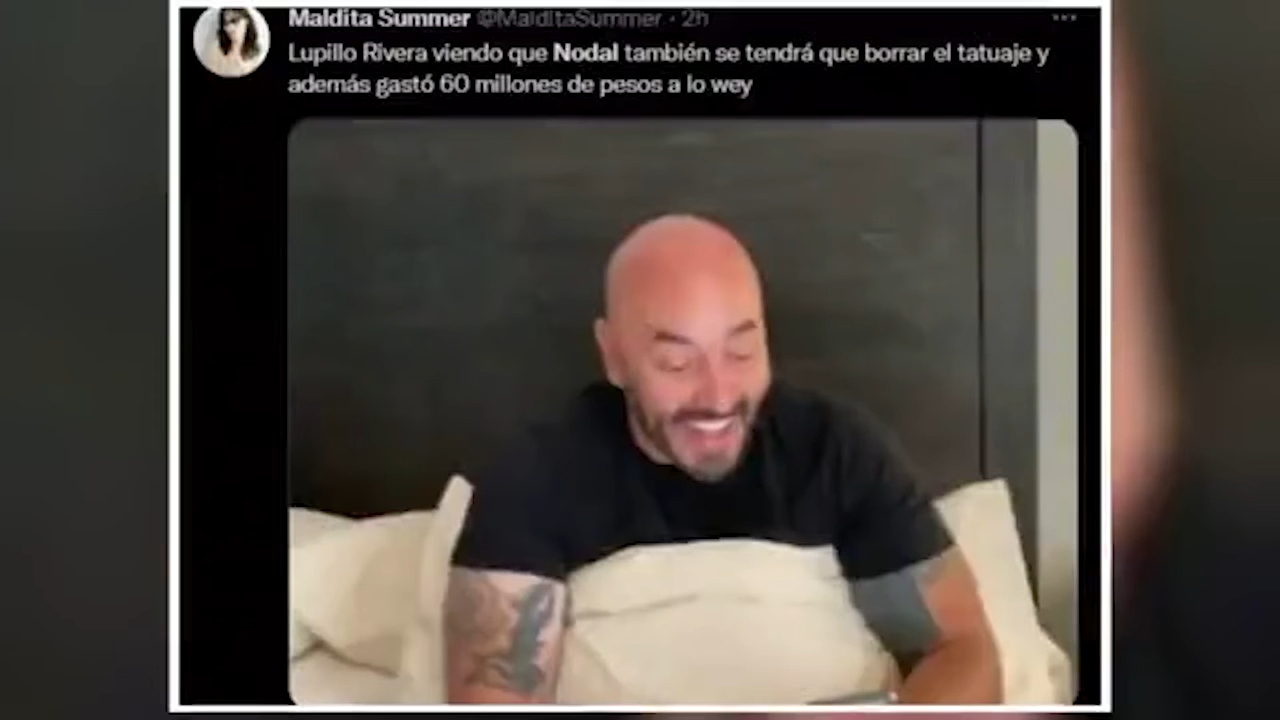 Maldita Summer @MalditaSummer · 2h
Lupillo Rivera viendo que Nodal también se tendrá que borrar el tatuaje y
además gastó 60 millones de pesos a lo wey